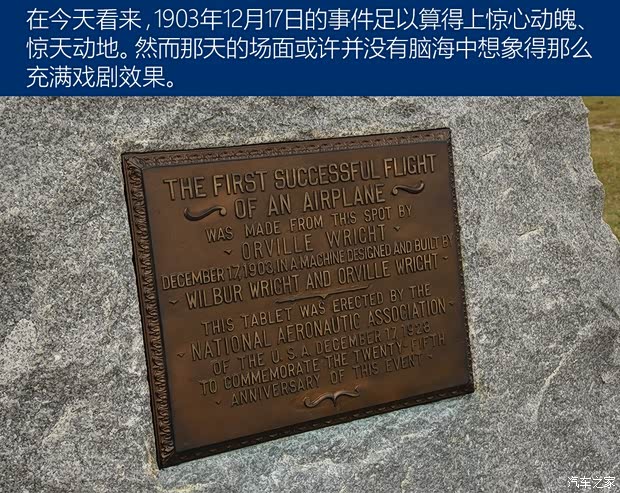 在今天看来，1903年12月17日的事件足以算得上惊心动魄、
惊天动地。然而那天的场面或许并没有脑海中想象得那么
充满戏剧效果。
THE FIRST SUCCESSFUL FLIGHT
OF AN AIRPLANE
WAS MADE FROM THIS SPOT BY
ORVILLE WRIGHT
DECEMBER 17, 1903, IN A MACHINE DESIGNED AND BUILT BY
WILBUR WRIGHT AND ORVILLE WRIGHT
THIS TABLET WAS ERECTED BY THE
NATIONAL AERONAUTIC ASSOCIATION
OF THE U. S. A. DECEMBER 17, 1928
TO COMMEMORATE THE TWENTY-FIFTH
ANNIVERSARY OF THIS EVENT
汽车之家